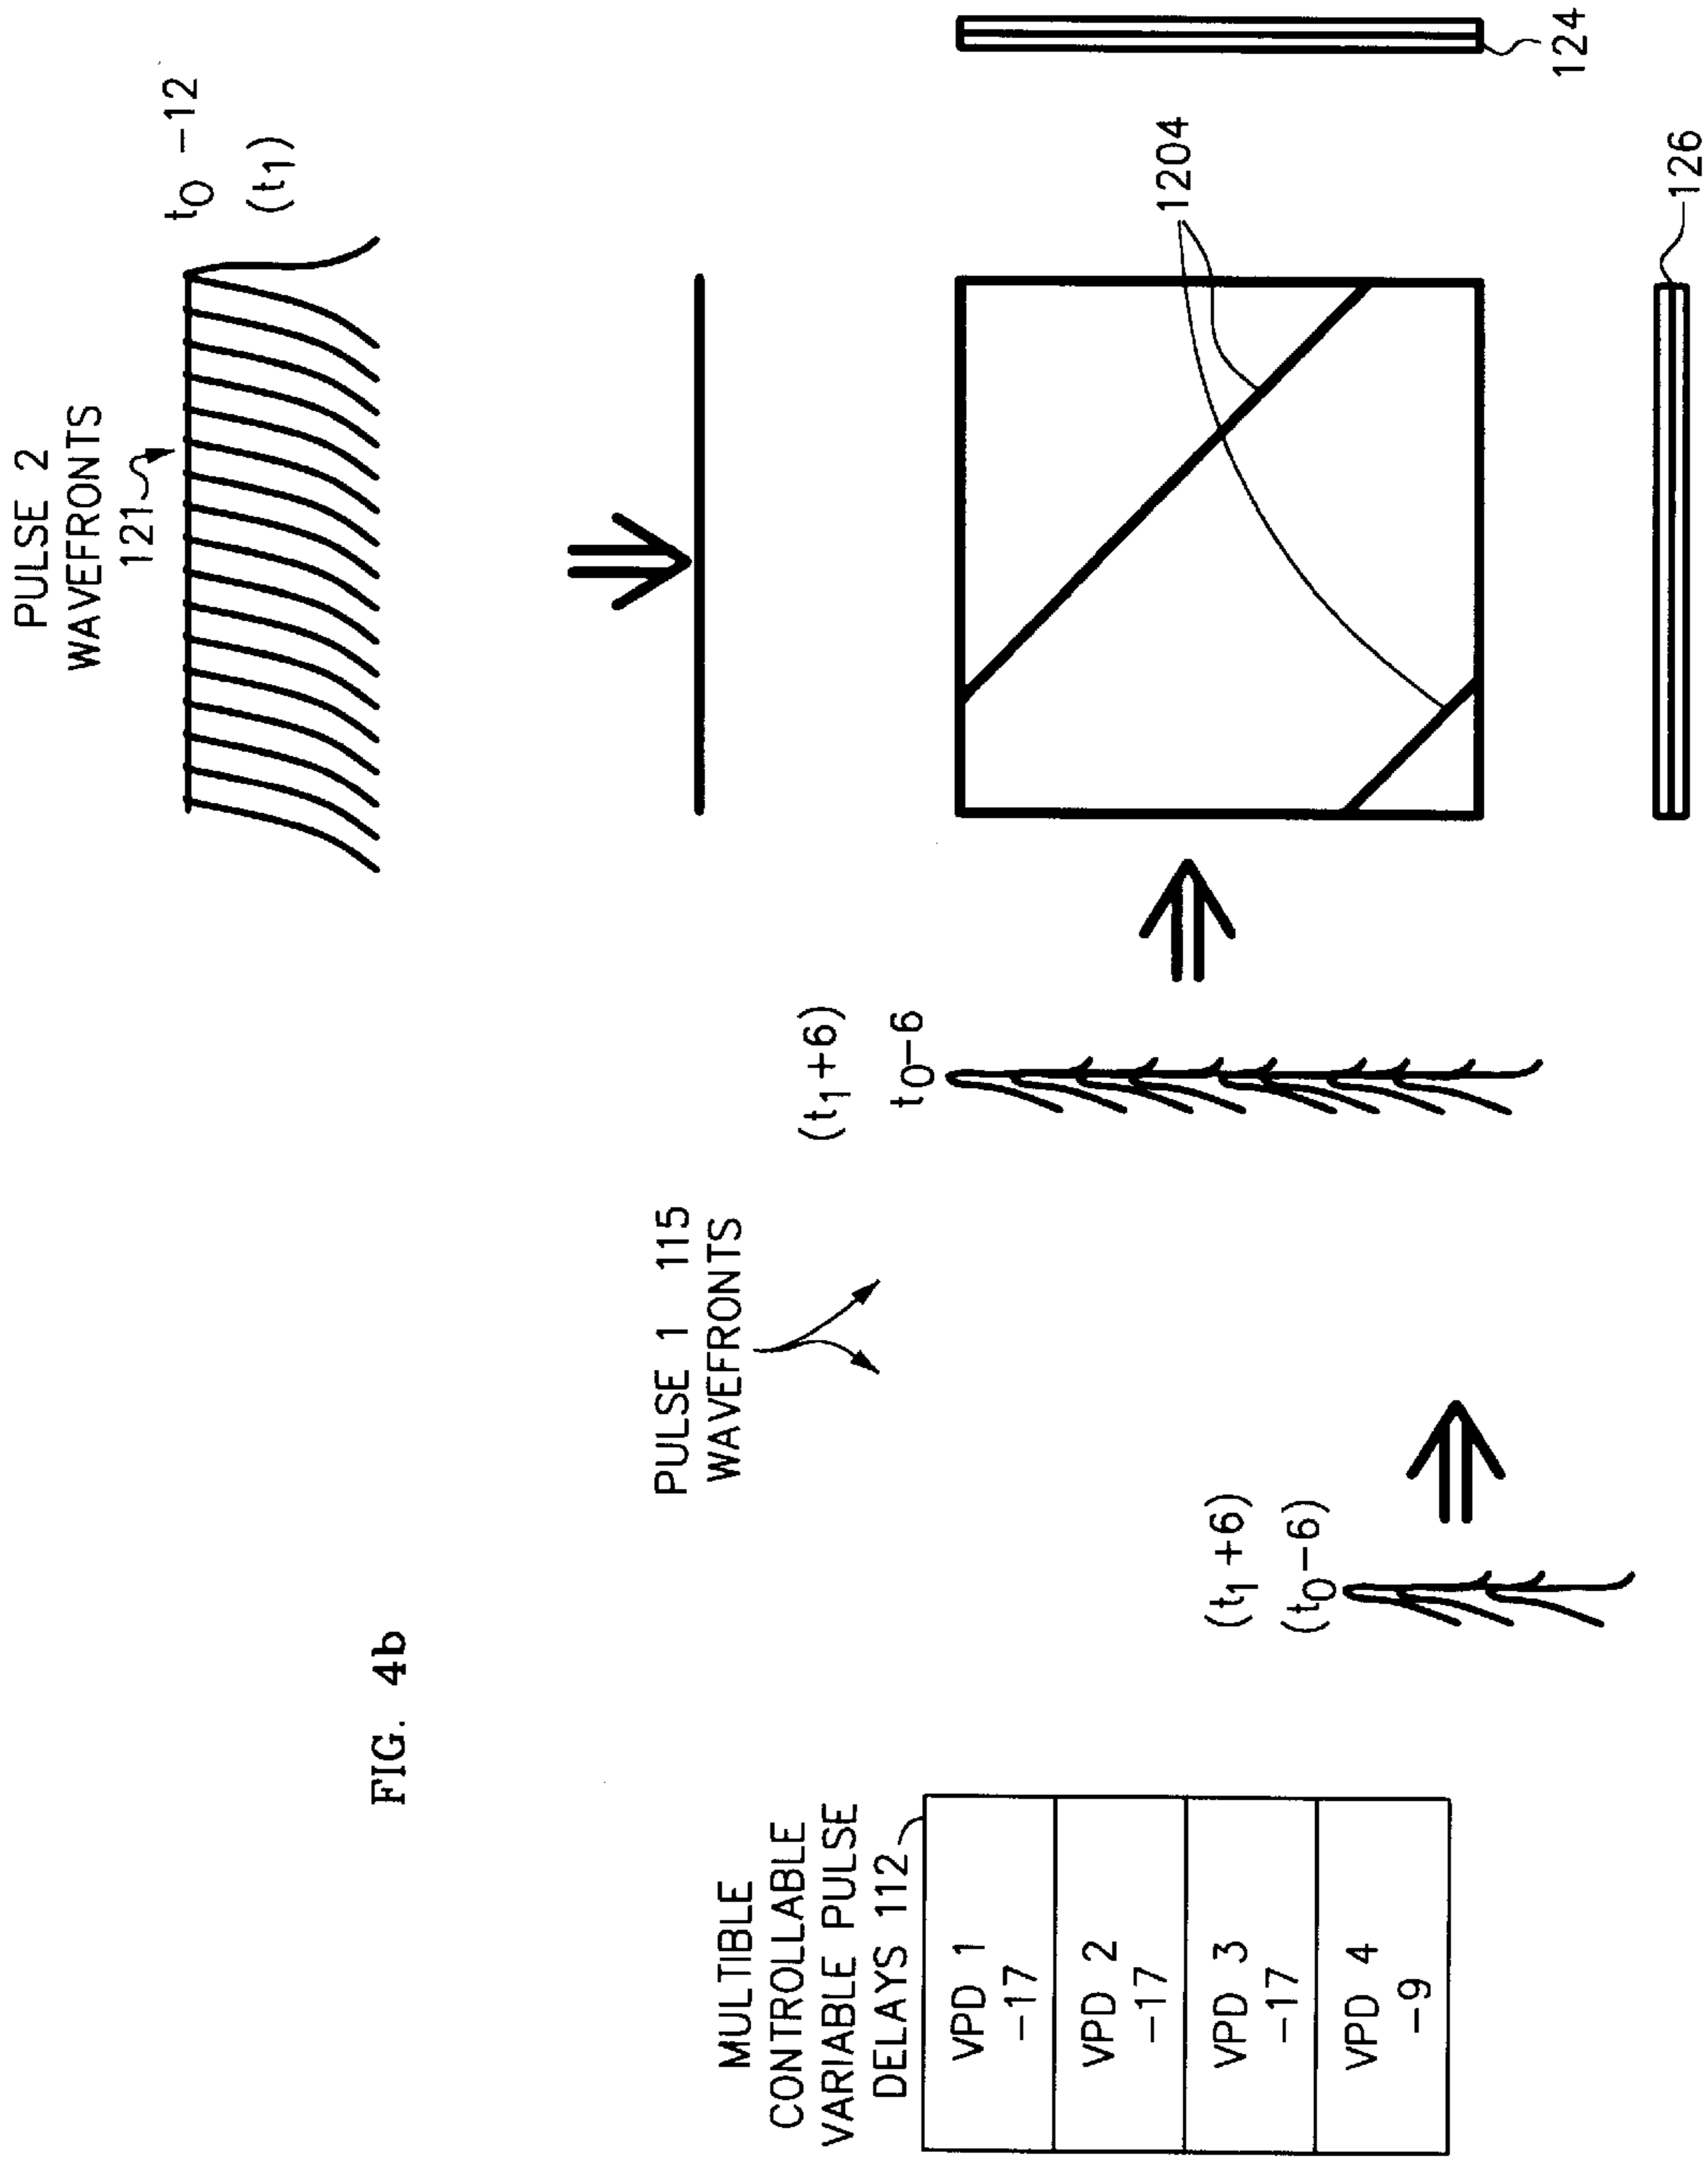 FIG. 4b
PULSE 2
WAVEFRONTS
121
t0 -12
(t1)
PULSE 1 115
WAVEFRONTS
(t1+6)
t0-6
(t1+6)
(t0-6)
MULTIBLE
CONTROLLABLE
VARIABLE PULSE
DELAYS 112
VPD 1
-17
VPD 2
-17
VPD 3
-17
VPD 4
-9
1204
124
126